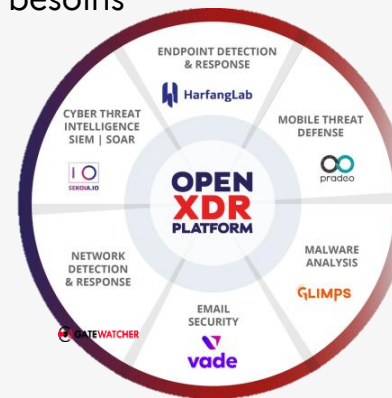 besoins
ENDPOINT DETECTION
& RESPONSE
HarfangLab
CYBER THREAT
INTELLIGENCE
SIEM | SOAR
SEKOIA.IO
MOBILE THREAT
DEFENSE
pradeo
OPEN
XDR
PLATFORM
NETWORK
DETECTION
& RESPONSE
GATEWATCHER
MALWARE
ANALYSIS
GLIMPS
EMAIL
SECURITY
vade